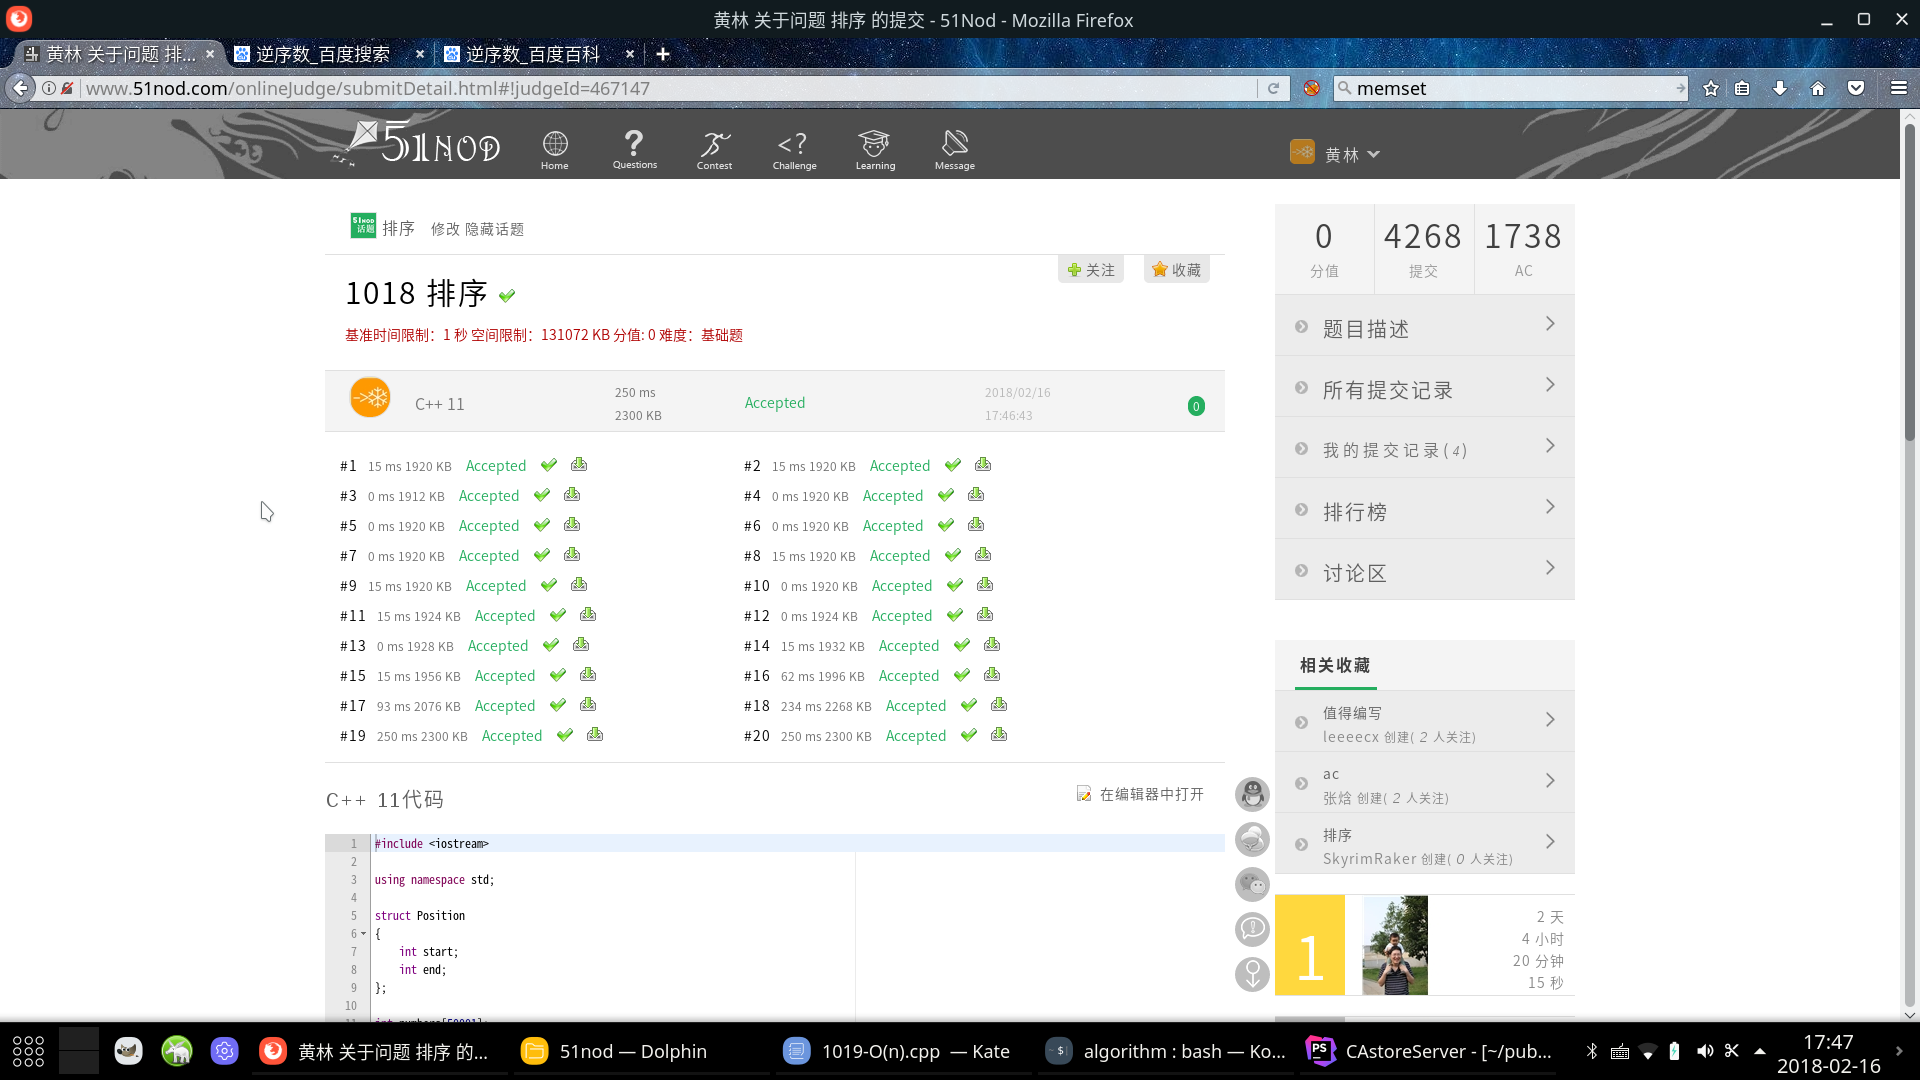 黄林 关于问题 排序 的提交 - 51Nod - Mozilla Firefox
黄林 关于问题 排...
逆序数_百度搜索
逆序数_百度百科
www.51nod.com/onlineJudge/submitDetail.html#!judgeId=467147
memset
51NOD
Home
Questions
Contest
Challenge
Learning
Message
黄林
51NOD 话题
排序 修改 隐藏话题
关注
收藏
1018 排序
基准时间限制：1 秒 空间限制：131072 KB 分值: 0 难度：基础题
C++ 11
250 ms
2300 KB
Accepted
2018/02/16
17:46:43
0
#1 15 ms 1920 KB Accepted
#2 15 ms 1920 KB Accepted
#3 0 ms 1912 KB Accepted
#4 0 ms 1920 KB Accepted
#5 0 ms 1920 KB Accepted
#6 0 ms 1920 KB Accepted
#7 0 ms 1920 KB Accepted
#8 15 ms 1920 KB Accepted
#9 15 ms 1920 KB Accepted
#10 0 ms 1920 KB Accepted
#11 15 ms 1924 KB Accepted
#12 0 ms 1924 KB Accepted
#13 0 ms 1928 KB Accepted
#14 15 ms 1932 KB Accepted
#15 15 ms 1956 KB Accepted
#16 62 ms 1996 KB Accepted
#17 93 ms 2076 KB Accepted
#18 234 ms 2268 KB Accepted
#19 250 ms 2300 KB Accepted
#20 250 ms 2300 KB Accepted
C++ 11代码
在编辑器中打开
1 #include <iostream>
2
3 using namespace std;
4
5 struct Position
6 {
7 int start;
8 int end;
9 };
10
0
分值
4268
提交
1738
AC
题目描述
所有提交记录
我的提交记录(4)
排行榜
讨论区
相关收藏
值得编写
leeeecx 创建( 2 人关注)
ac
张焓 创建( 2 人关注)
排序
SkyrimRaker 创建( 0 人关注)
1
2 天
4 小时
20 分钟
15 秒
黄林 关于问题 排序 的...
51nod — Dolphin
1019-O(n).cpp — Kate
algorithm : bash — Ko...
PS
CAstoreServer - [~/pub...
17:47
2018-02-16